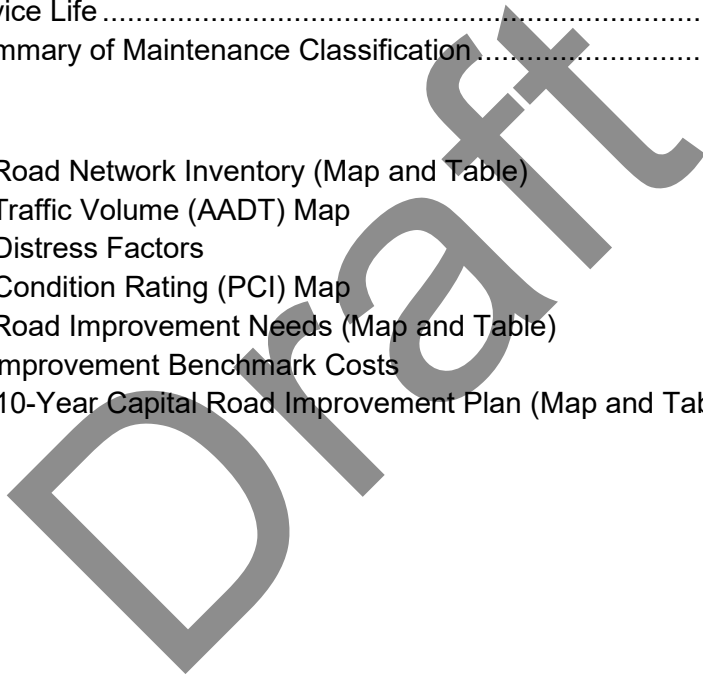 vice Life
mmary of Maintenance Classification
Road Network Inventory (Map and Table)
Traffic Volume (AADT) Map
Distress Factors
Condition Rating (PCI) Map
Road Improvement Needs (Map and Table)
mprovement Benchmark Costs
10-Year Capital Road Improvement Plan (Map and Tab
Draft